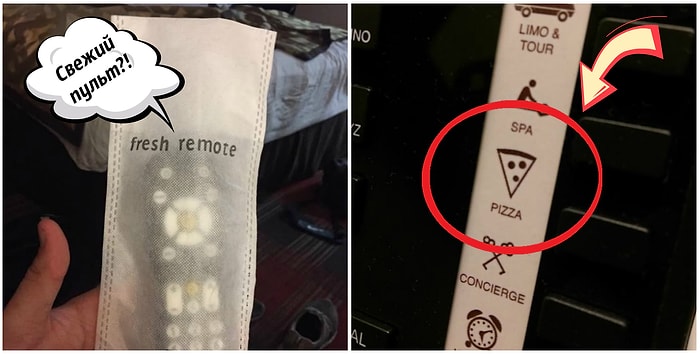 Свежий
пульт?!
fresh remote
LIMO &
TOUR
SPA
PIZZA
CONCIERGE